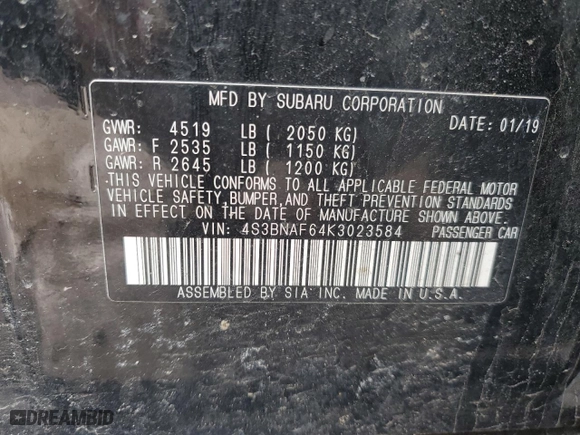 MFD BY SUBARU CORPORATION
GVWR: 4519 LB ( 2050 KG) DATE: 01/19
GAWR: F 2535 LB ( 1150 KG)
GAWR: R 2645 LB ( 1200 KG)
THIS VEHICLE CONFORMS TO ALL APPLICABLE FEDERAL MOTOR
VEHICLE SAFETY, BUMPER, AND THEFT PREVENTION STANDARDS
IN EFFECT ON THE DATE OF MANUFACTURE SHOWN ABOVE.
VIN: 4S3BNAF64K3023584 PASSENGER CAR
ASSEMBLED BY SIA INC. MADE IN U.S.A.
DREAMBID